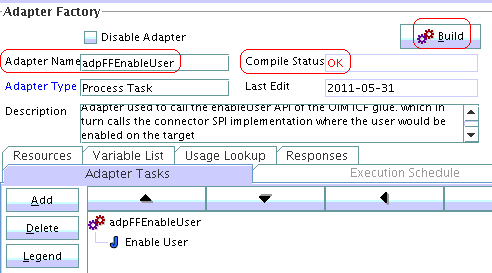 Adapter Factory
Disable Adapter
Build
Adapter Name adpFFEnableUser Compile Status OK
Adapter Type Process Task Last Edit 2011-05-31
Description Adapter used to call the enableUser API of the OIM ICF glue. which in
turn calls the connector SPI implementation where the user would be
enabled on the target
Resources Variable List Usage Lookup Responses
Adapter Tasks Execution Schedule
Add
adpFFEnableUser
Delete
Enable User
Legend